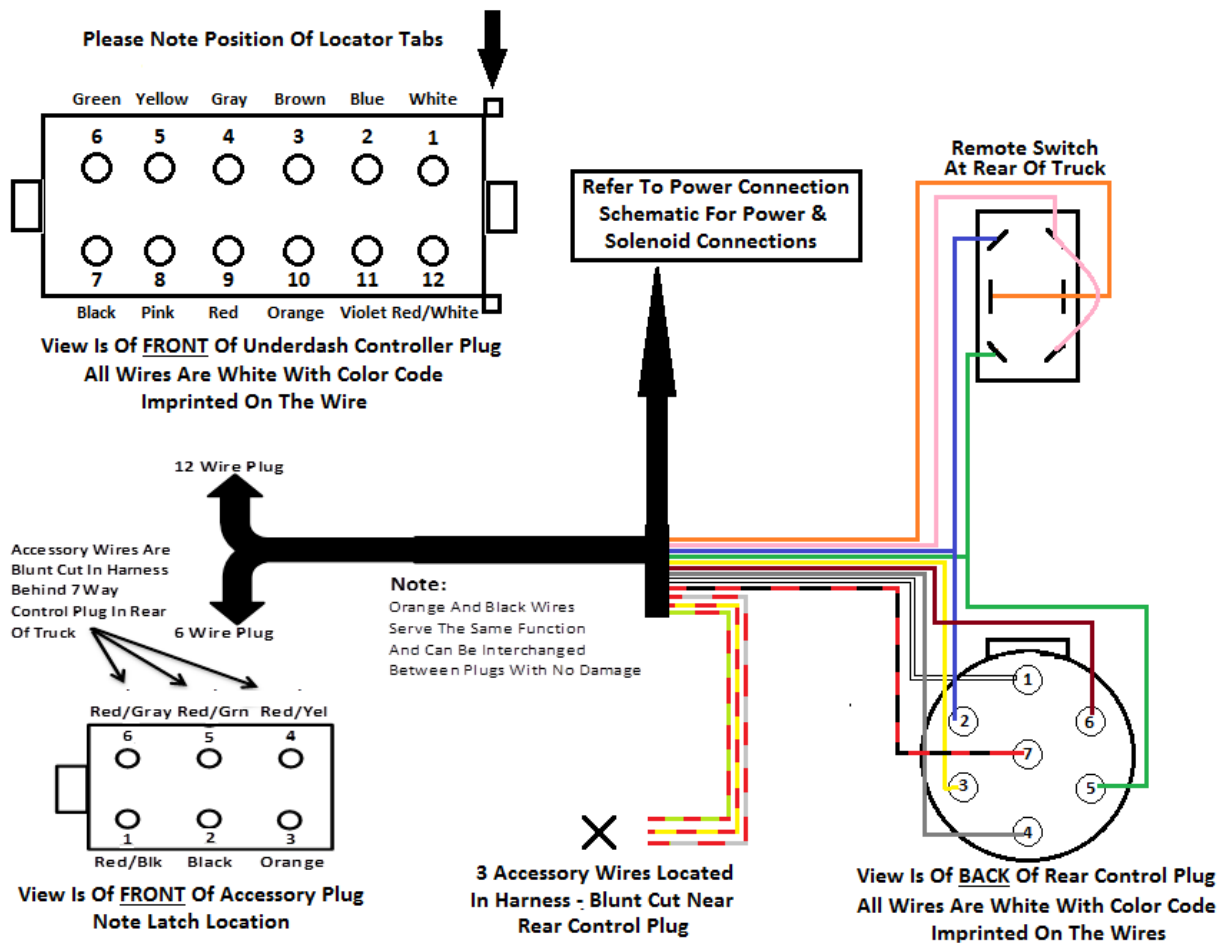 Please Note Position Of Locator Tabs
Green Yellow Gray Brown Blue White
6 5 4 3 2 1
7 8 9 10 11 12
Black Pink Red Orange Violet Red/White
View Is Of FRONT Of Underdash Controller Plug
All Wires Are White With Color Code
Imprinted On The Wire
Refer To Power Connection
Schematic For Power &
Solenoid Connections
Remote Switch
At Rear Of Truck
12 Wire Plug
6 Wire Plug
Accessory Wires Are
Blunt Cut In Harness
Behind 7 Way
Control Plug In Rear
Of Truck
Note:
Orange And Black Wires
Serve The Same Function
And Can Be Interchanged
Between Plugs With No Damage
Red/Gray Red/Grn Red/Yel
6 5 4
1 2 3
Red/Blk Black Orange
View Is Of FRONT Of Accessory Plug
Note Latch Location
3 Accessory Wires Located
In Harness - Blunt Cut Near
Rear Control Plug
1
2 6
7
3 5
4
View Is Of BACK Of Rear Control Plug
All Wires Are White With Color Code
Imprinted On The Wires